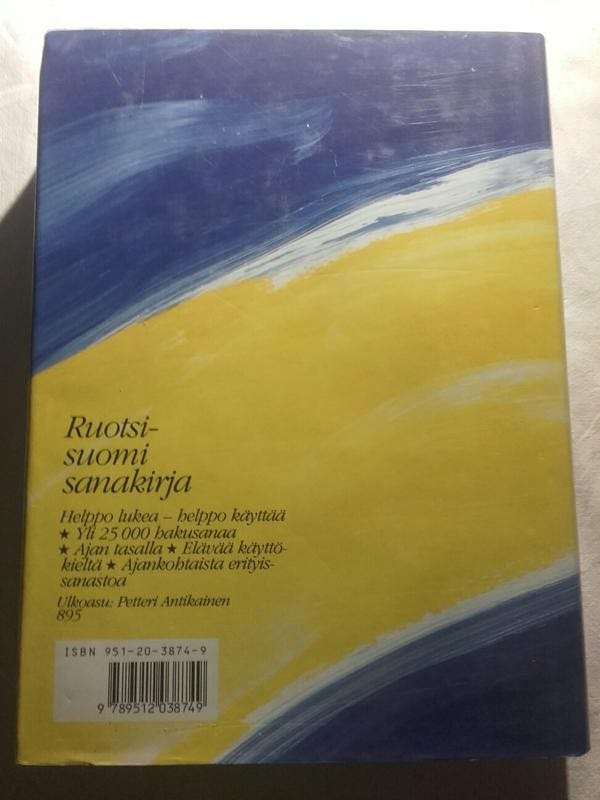 Ruotsi-
suomi
sanakirja
Helppo lukea – helppo käyttää
★ Yli 25 000 hakusanaa
★ Ajan tasalla ★ Elävää käyttö-
kieltä ★ Ajankohtaista erityis-
sanastoa
Ulkoasu: Petteri Antikainen
895
ISBN 951-20-3874-9
9 789512 038749